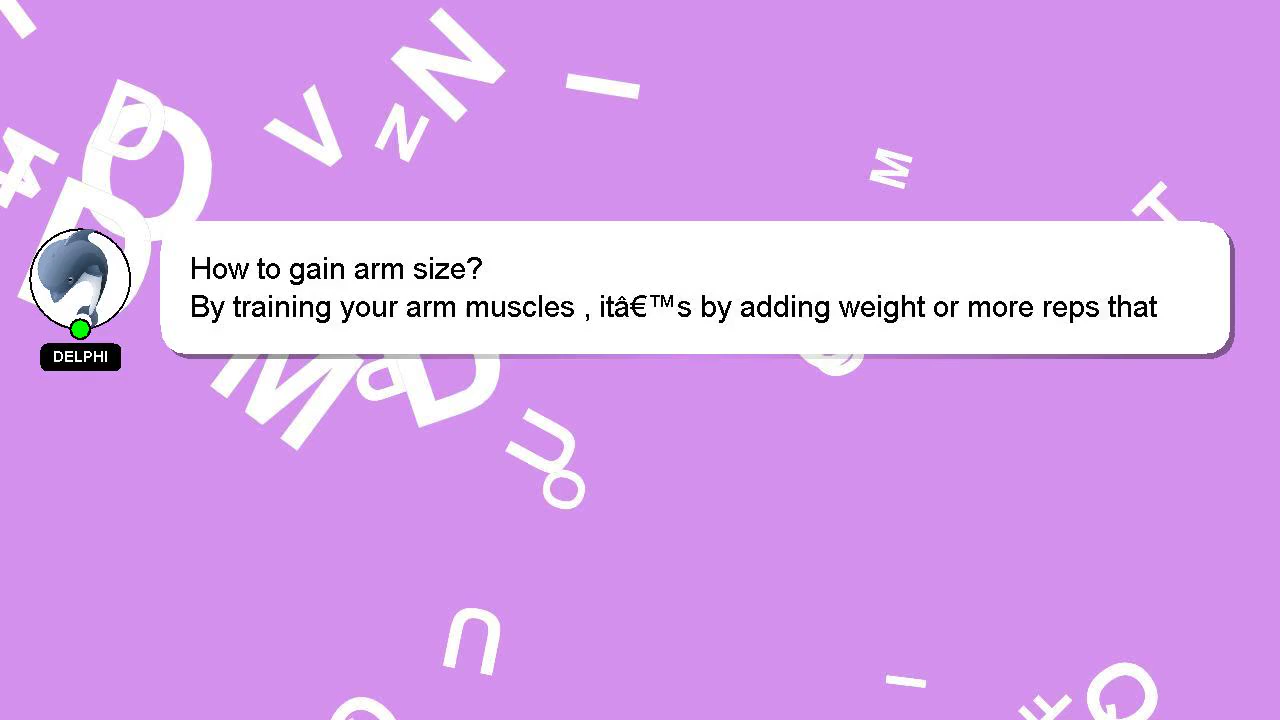 How to gain arm size?
By training your arm muscles , itâ€™s by adding weight or more reps that
DELPHI